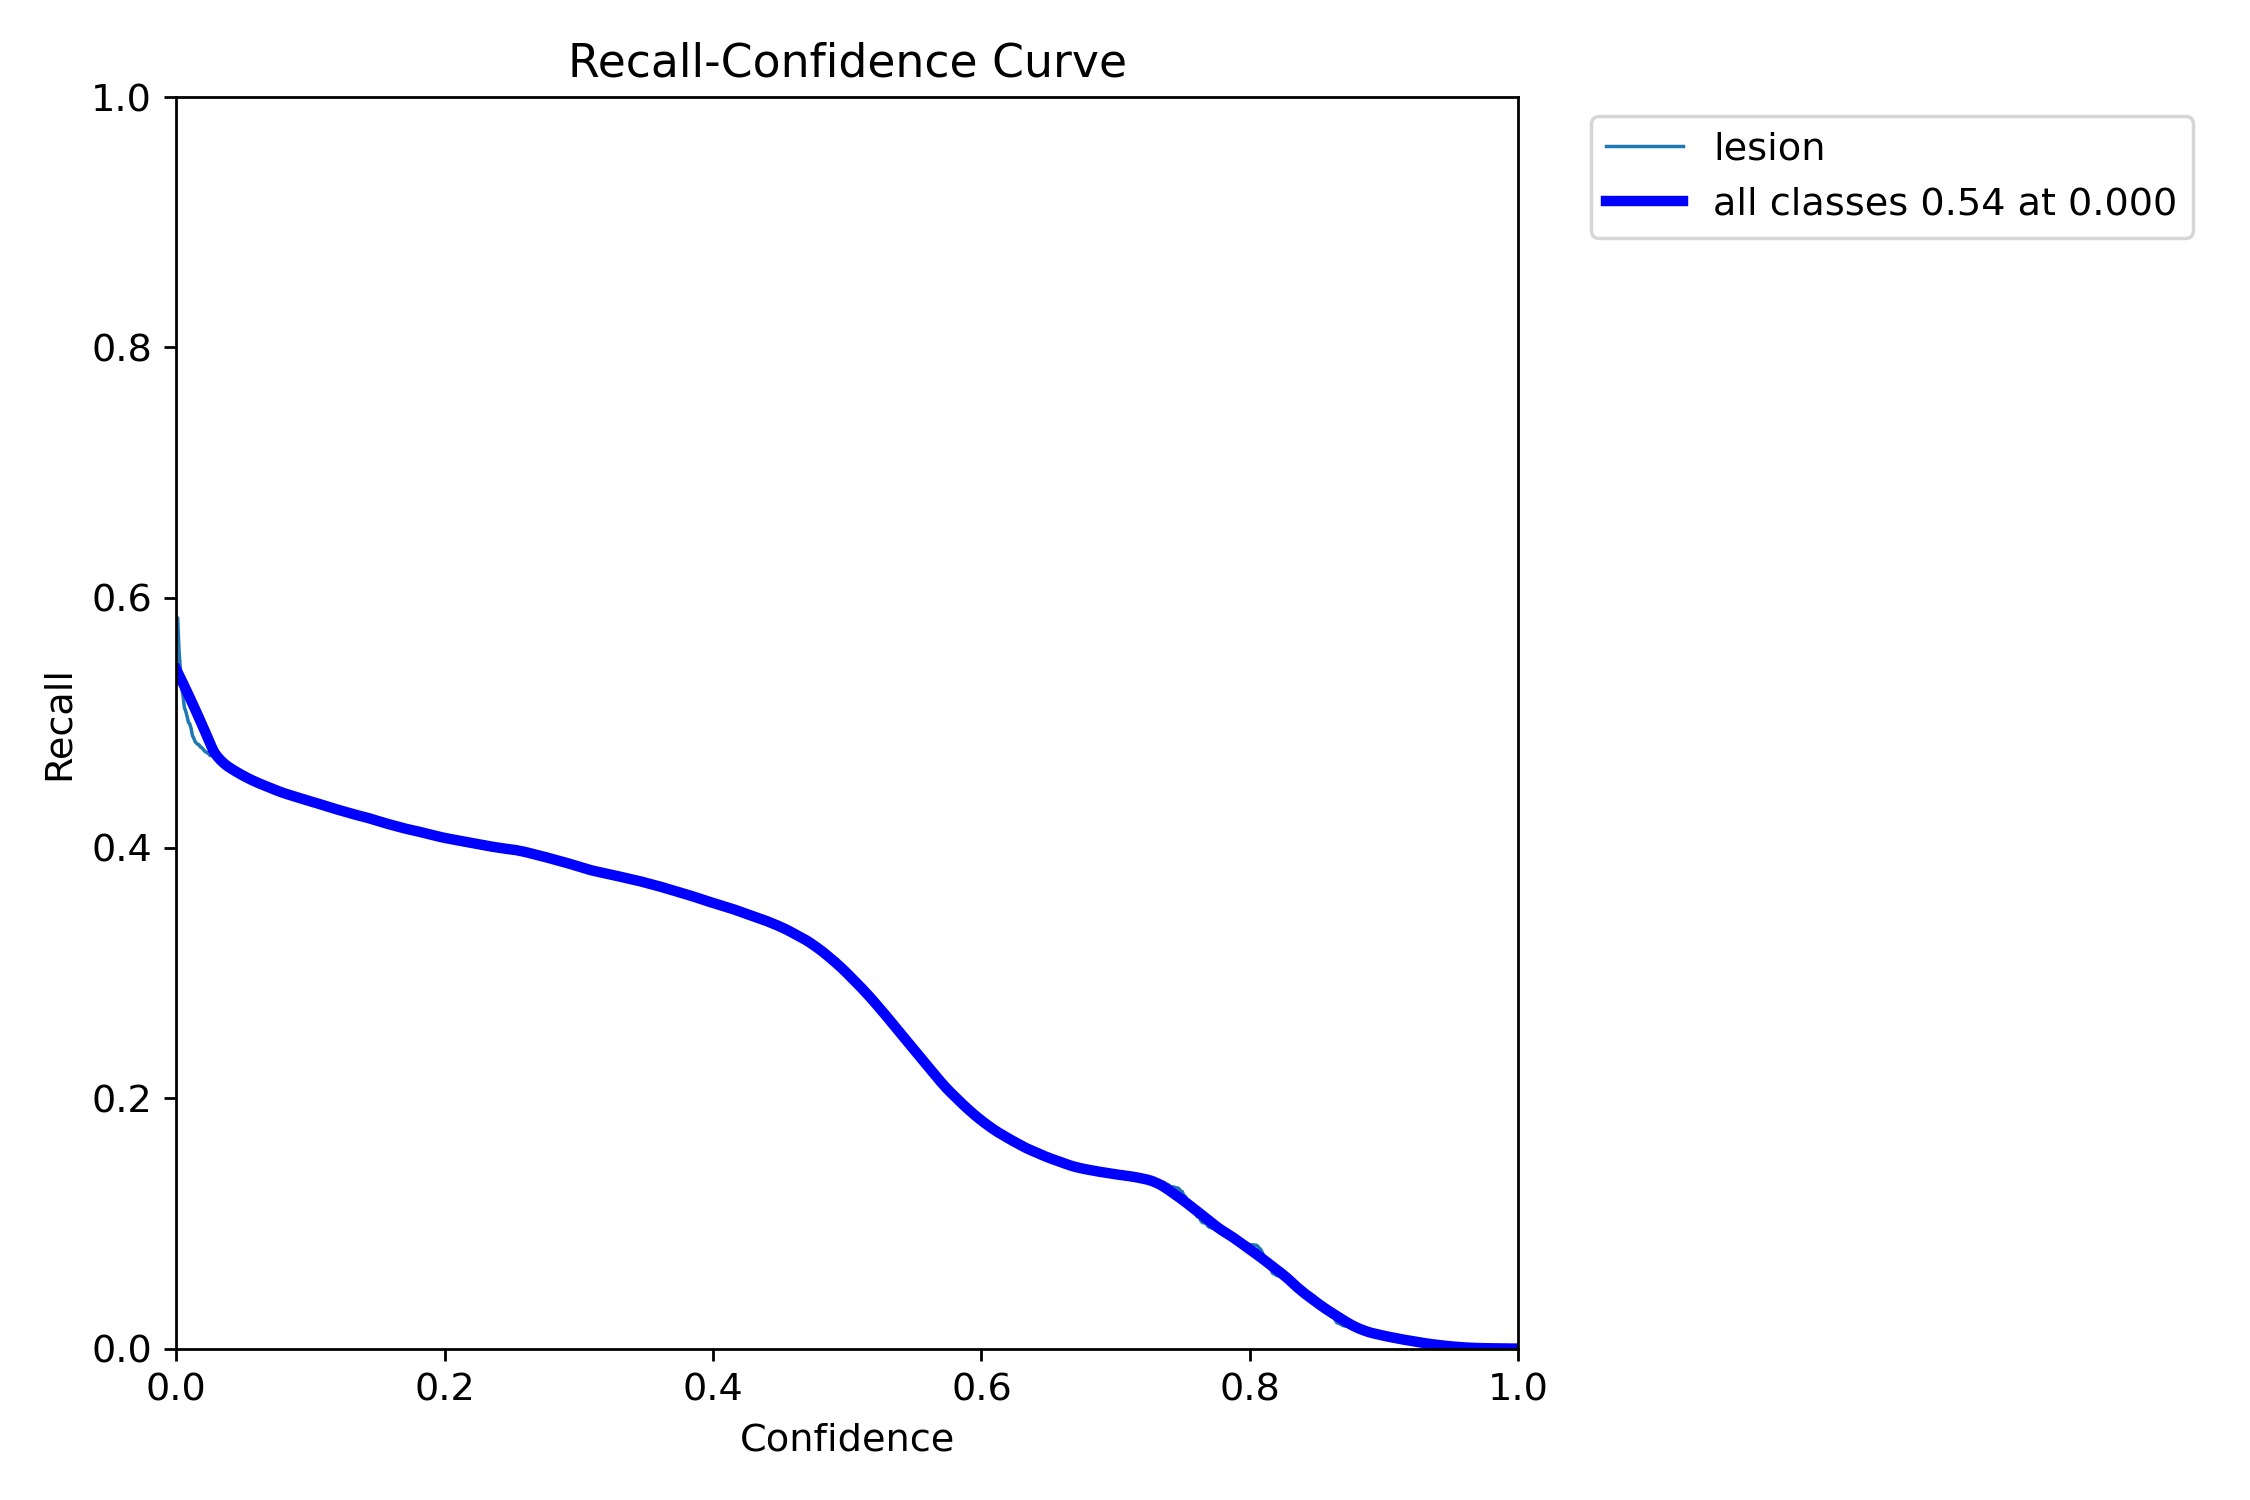 Recall-Confidence Curve
1.0
0.8
0.6
0.4
0.2
0.0
Recall
0.0 0.2 0.4 0.6 0.8 1.0
Confidence
lesion
all classes 0.54 at 0.000